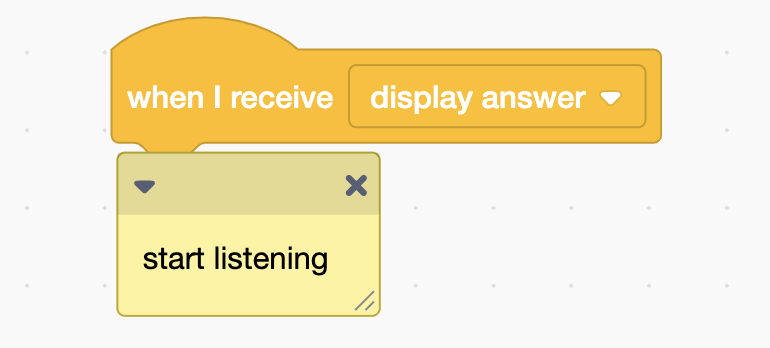 when I receive display answer
start listening